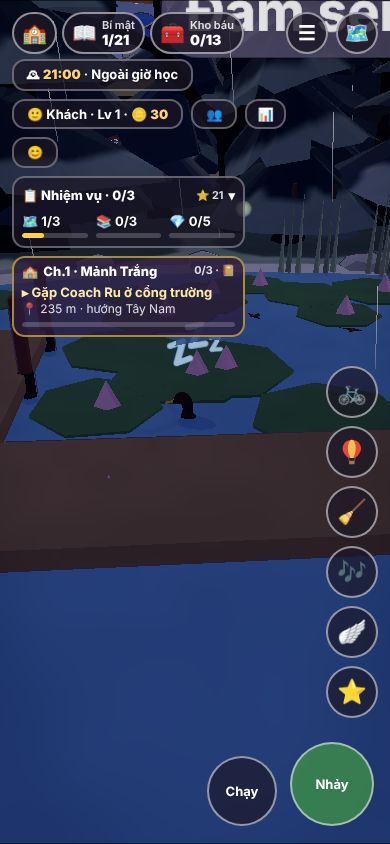 Đầm sen
Bí mật
1/21
Kho báu
0/13
21:00 · Ngoài giờ học
Khách · Lv 1 · 30
Nhiệm vụ · 0/3
21 ▾
1/3
0/3
0/5
Ch.1 · Mảnh Trắng
0/3 ·
▸ Gặp Coach Ru ở cổng trường
235 m · hướng Tây Nam
Z Z Z
Chạy
Nhảy